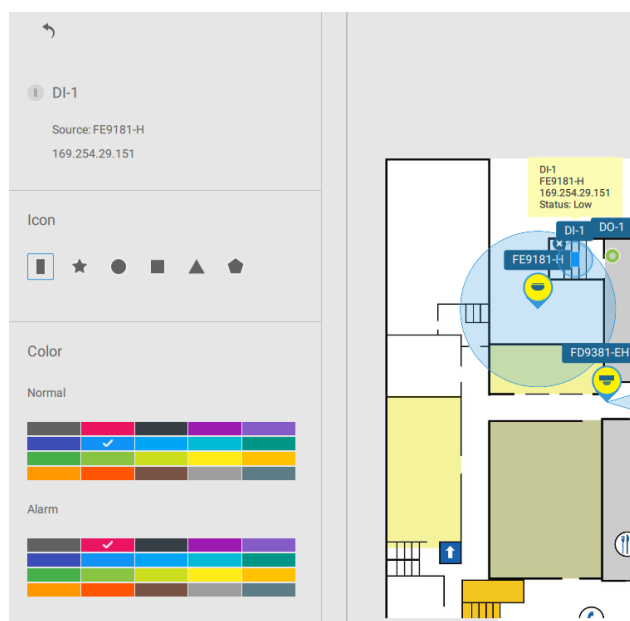 DI-1
Source: FE9181-H
169.254.29.151
Icon
Color
Normal
Alarm
DI-1
FE9181-H
169.254.29.151
Status: Low
DI-1
DO-1
FE9181-H
FD9381-EH